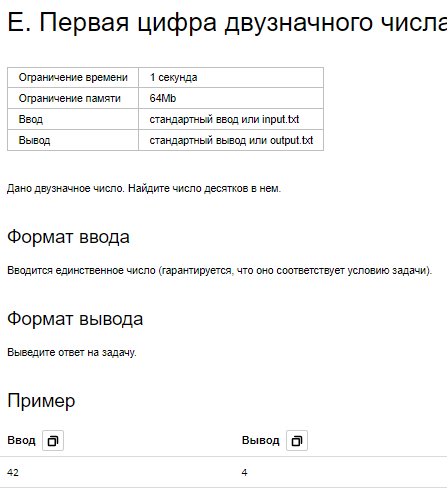 E. Первая цифра двузначного числа
Ограничение времени 1 секунда
Ограничение памяти 64Mb
Ввод стандартный ввод или input.txt
Вывод стандартный вывод или output.txt
Дано двузначное число. Найдите число десятков в нем.
Формат ввода
Вводится единственное число (гарантируется, что оно соответствует условию задачи).
Формат вывода
Выведите ответ на задачу.
Пример
Ввод Вывод
42 4